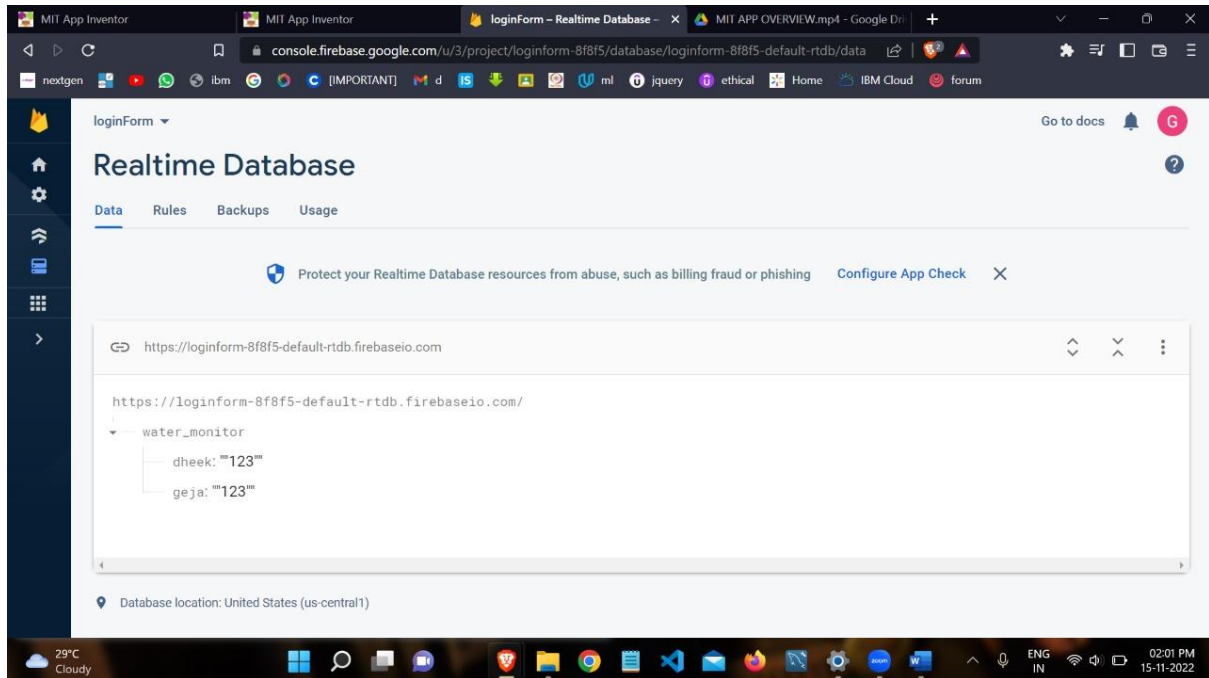 MIT App Inventor
MIT App Inventor
loginForm – Realtime Database –
MIT APP OVERVIEW.mp4 - Google Dri
console.firebase.google.com/u/3/project/loginform-8f8f5/database/loginform-8f8f5-default-rtdb/data
nextgen
ibm
[IMPORTANT]
M d
ml
jquery
ethical
Home
IBM Cloud
forum
loginForm
Go to docs
G
Realtime Database
Data Rules Backups Usage
Protect your Realtime Database resources from abuse, such as billing fraud or phishing Configure App Check
https://loginform-8f8f5-default-rtdb.firebaseio.com
https://loginform-8f8f5-default-rtdb.firebaseio.com/
water_monitor
dheek: ""123""
geja: ""123""
Database location: United States (us-central1)
29°C
Cloudy
ENG
IN
02:01 PM
15-11-2022